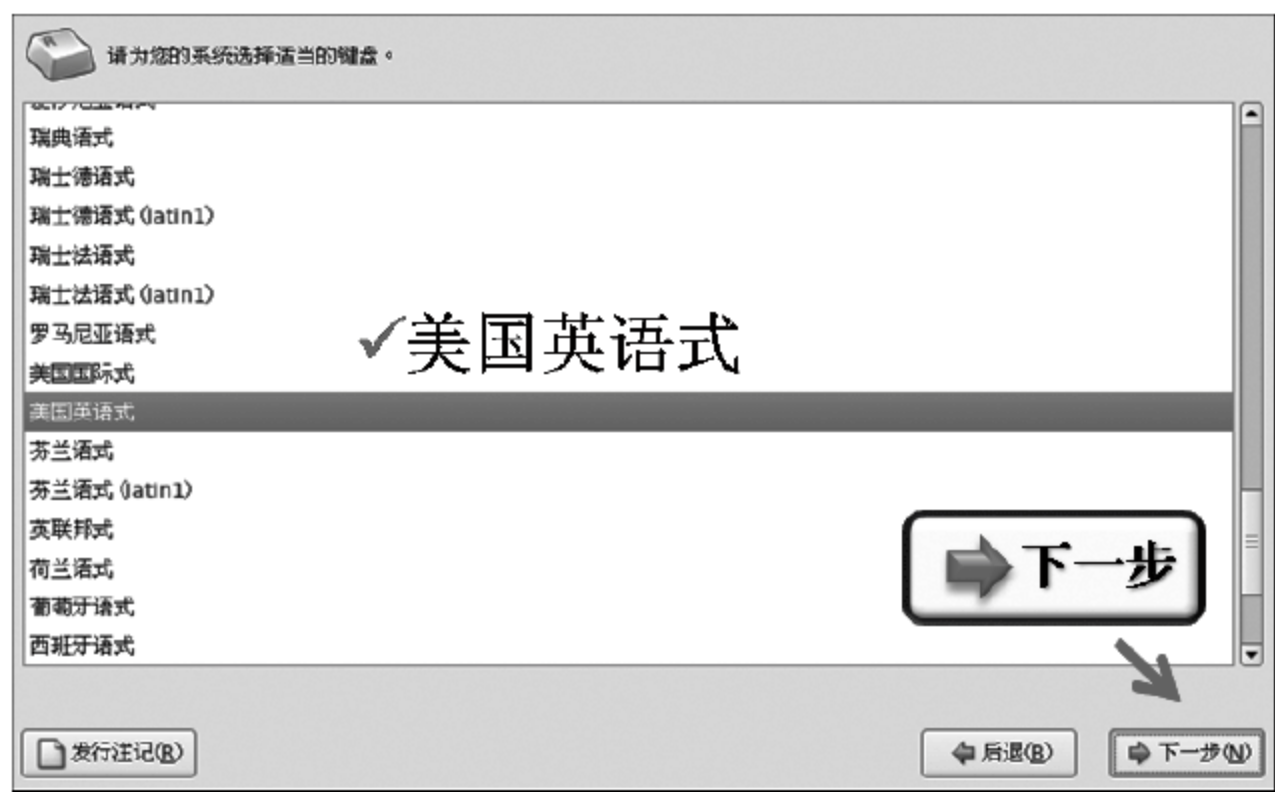 请为您的系统选择适当的键盘。
瑞典语式
瑞士德语式
瑞士德语式 (latin1)
瑞士法语式
瑞士法语式 (latin1)
罗马尼亚语式
✓美国英语式
美国国际式
美国英语式
芬兰语式
芬兰语式 (latin1)
英联邦式
荷兰语式
下一步
葡萄牙语式
西班牙语式
发行注记(R)
后退(B)
下一步(N)